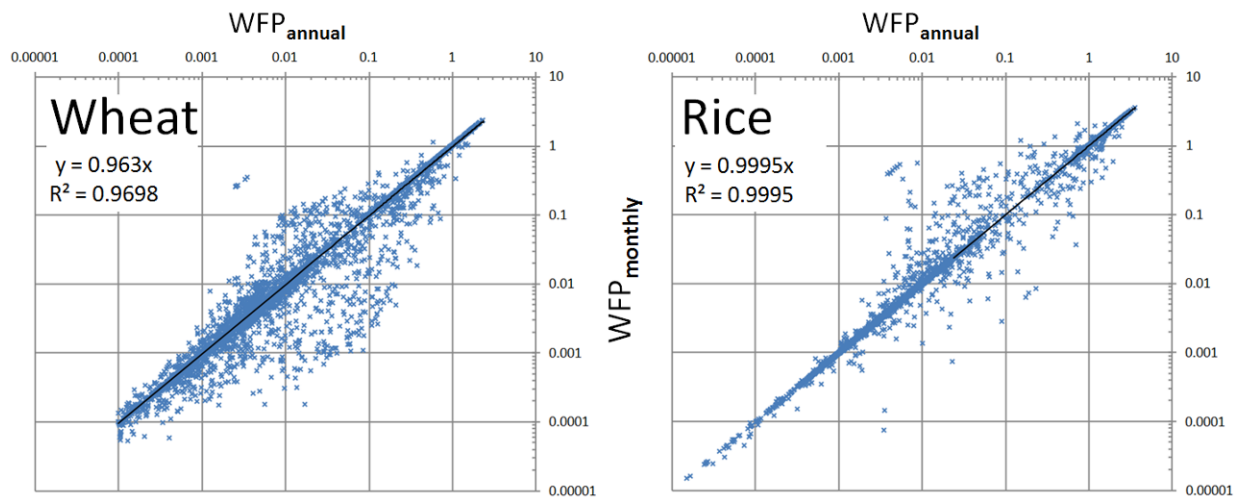 WFPannual
0.00001 0.0001 0.001 0.01 0.1 1 10
Wheat
y = 0.963x
R² = 0.9698
10
1
0.1
0.01
0.001
0.0001
0.00001
WFPmonthly
WFPannual
0.00001 0.0001 0.001 0.01 0.1 1 10
Rice
y = 0.9995x
R² = 0.9995
10
1
0.1
0.01
0.001
0.0001
0.00001